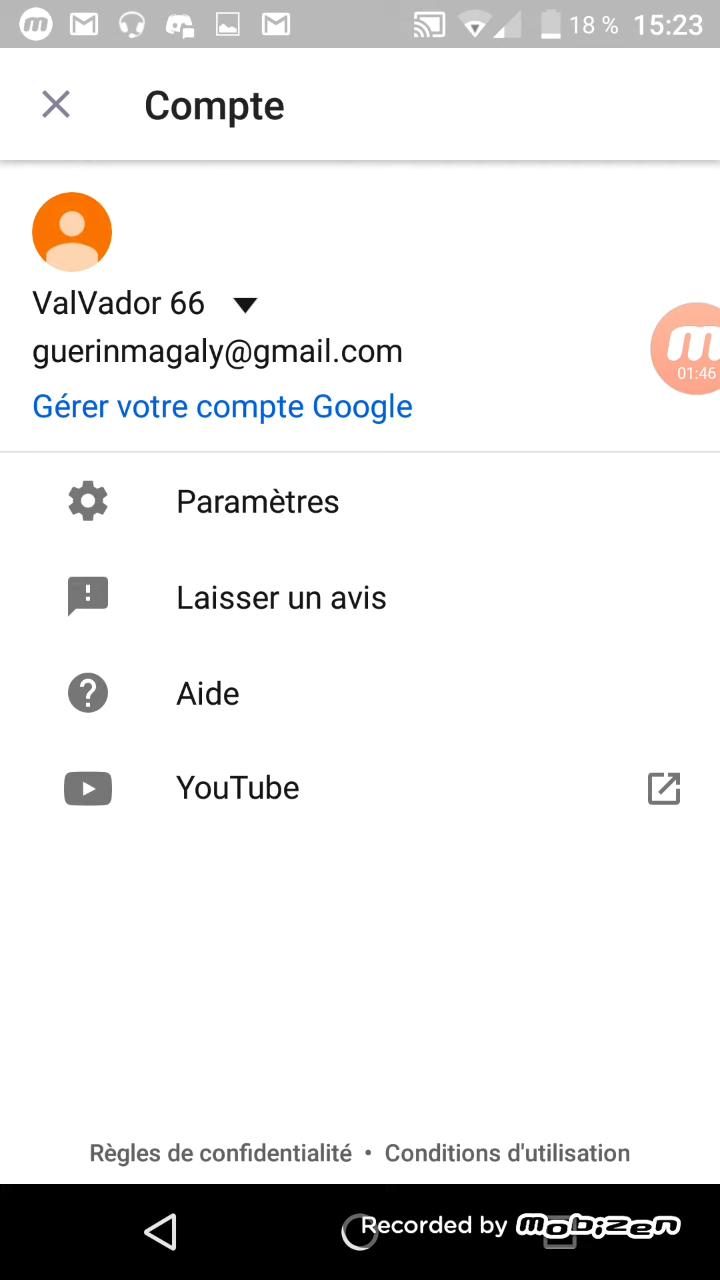 18 % 15:23
Compte
ValVador 66
guerinmagaly@gmail.com
m
01:46
Gérer votre compte Google
Paramètres
Laisser un avis
Aide
YouTube
Règles de confidentialité • Conditions d'utilisation
Recorded by mobizen